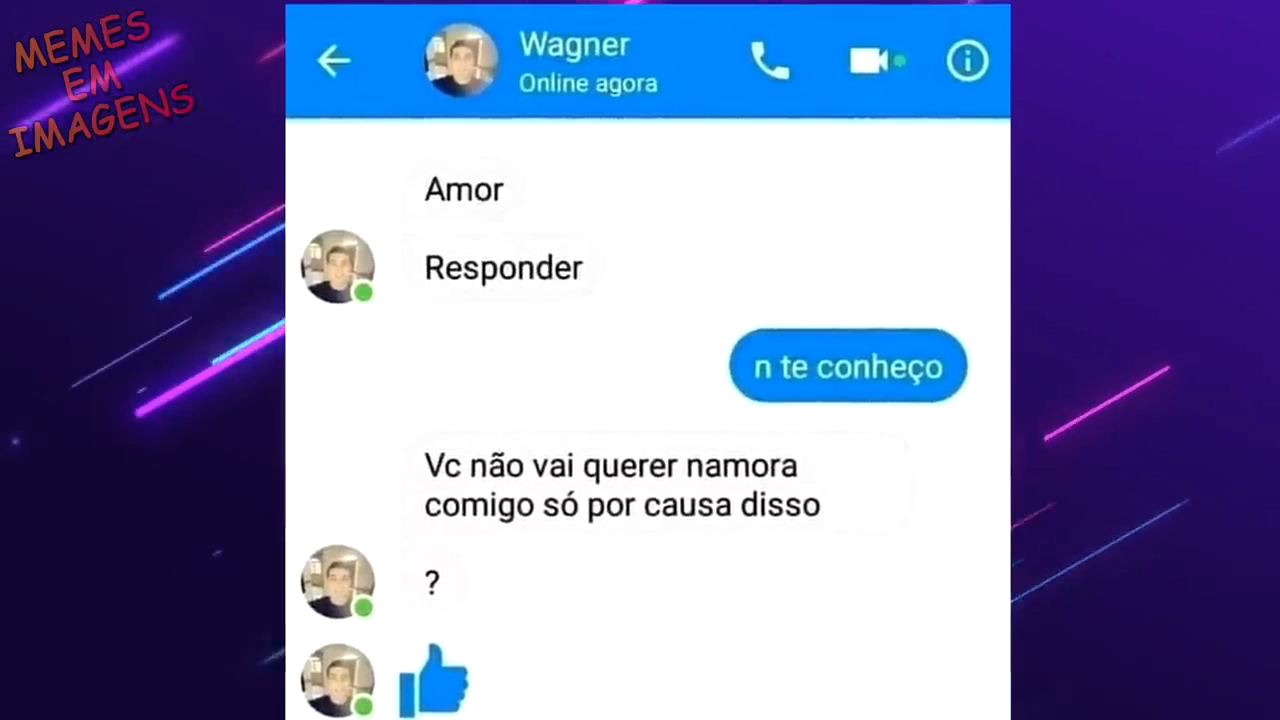 MEMES
EM
IMAGENS
Wagner
Online agora
Amor
Responder
n te conheço
Vc não vai querer namora
comigo só por causa disso
?